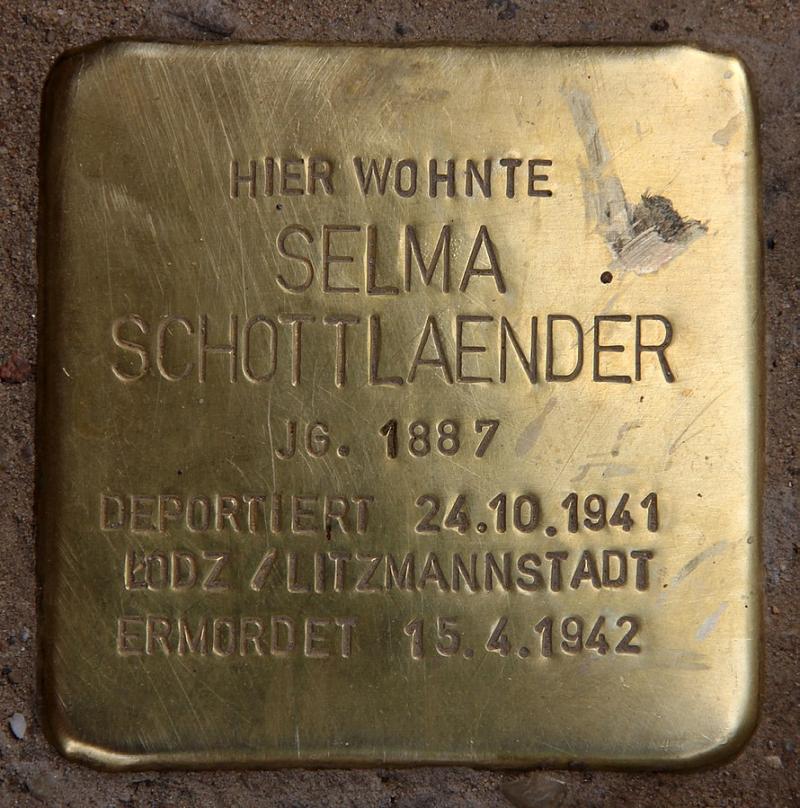 HIER WOHNTE
SELMA
SCHOTTLAENDER
JG. 1887
DEPORTIERT 24.10.1941
ŁODZ / LITZMANNSTADT
ERMORDET 15.4.1942